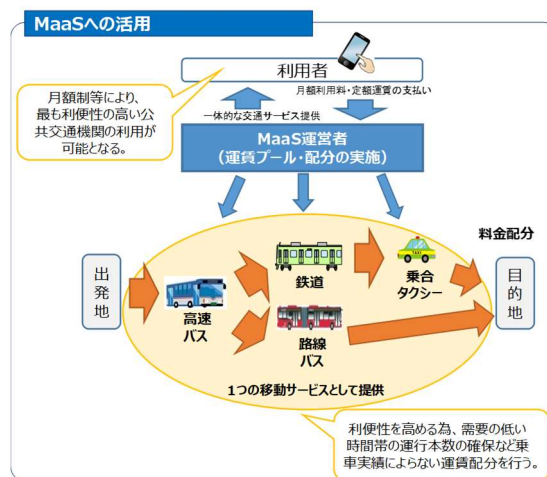 MaaSへの活用
利用者
月額制等により、
最も利便性の高い公
共交通機関の利用が
可能となる。
月額利用料・定額運賃の支払い
一体的な交通サービス提供
MaaS運営者
（運賃プール・配分の実施）
料金配分
出発地
高速
バス
鉄道
路線
バス
TAXI
乗合
タクシー
目的地
1つの移動サービスとして提供
利便性を高める為、需要の低い
時間帯の運行本数の確保など乗
車実績によらない運賃配分を行う。